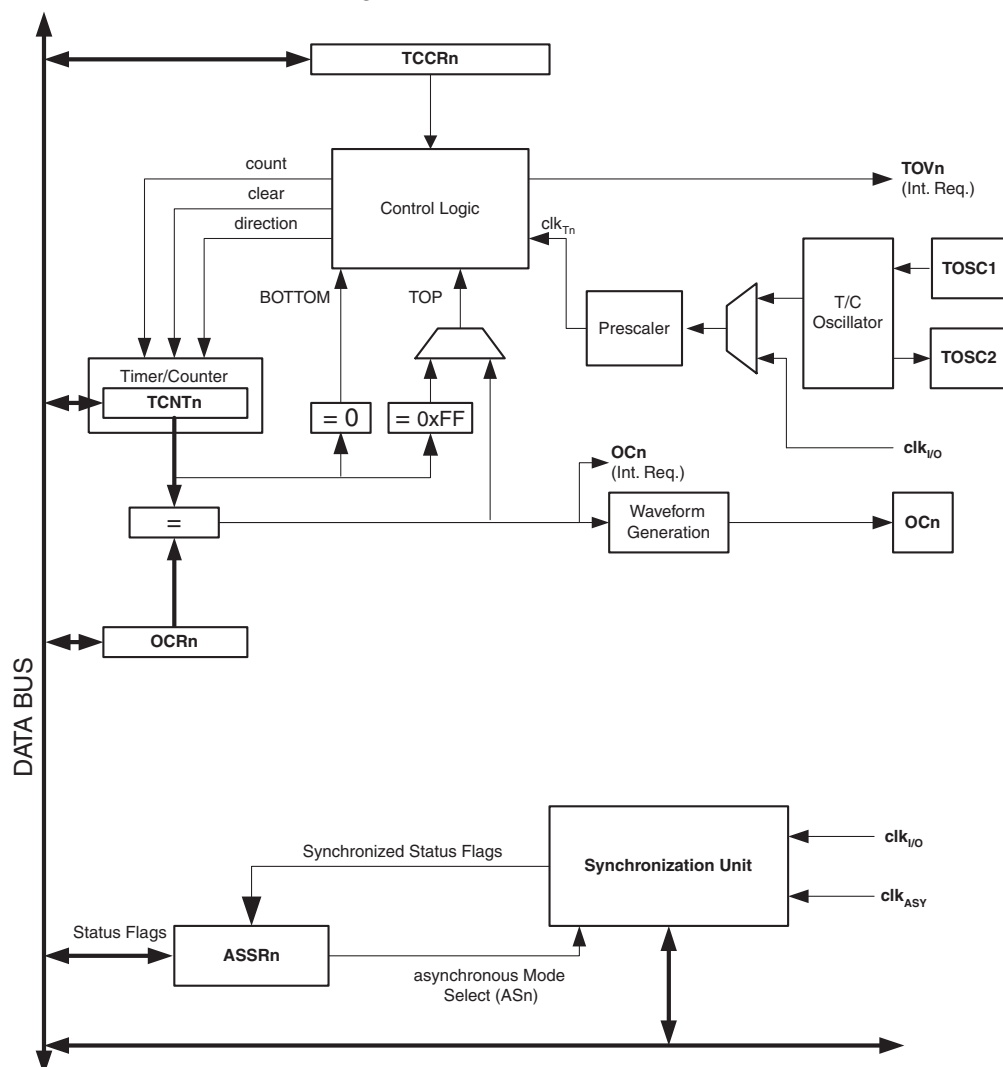 TCCRn
count
clear
direction
Control Logic
TOVn
(Int. Req.)
clkTn
BOTTOM
TOP
Prescaler
T/C
Oscillator
TOSC1
TOSC2
Timer/Counter
TCNTn
= 0
= 0xFF
clkI/O
OCn
(Int. Req.)
=
Waveform
Generation
OCn
OCRn
DATA BUS
Synchronized Status Flags
Synchronization Unit
clkI/O
clkASY
Status Flags
ASSRn
asynchronous Mode
Select (ASn)